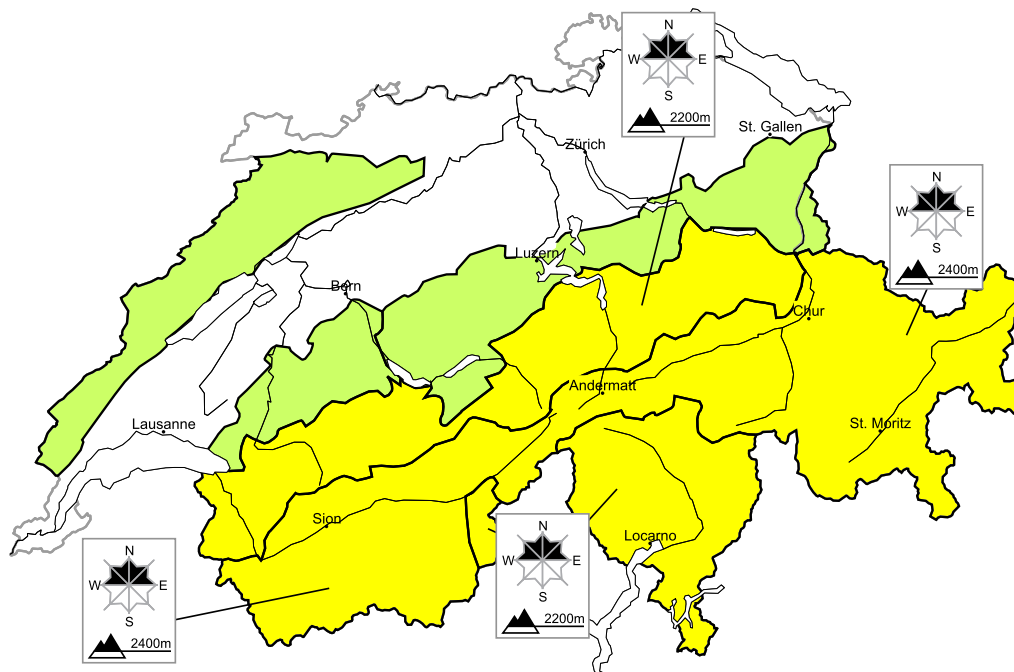 N
W E
S
2200m
St. Gallen
Zürich
N
W E
S
2400m
Luzern
Bern
Chur
Andermatt
St. Moritz
Lausanne
Sion
N
W E
S
2200m
Locarno
N
W E
S
2400m